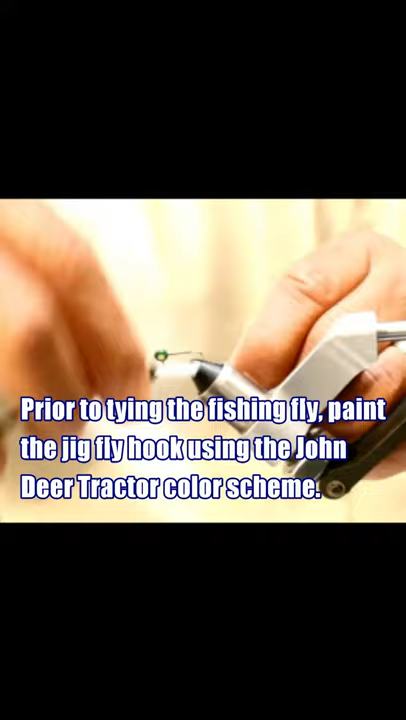 Prior to tying the fishing fly, paint
the jig fly hook using the John
Deer Tractor color scheme.